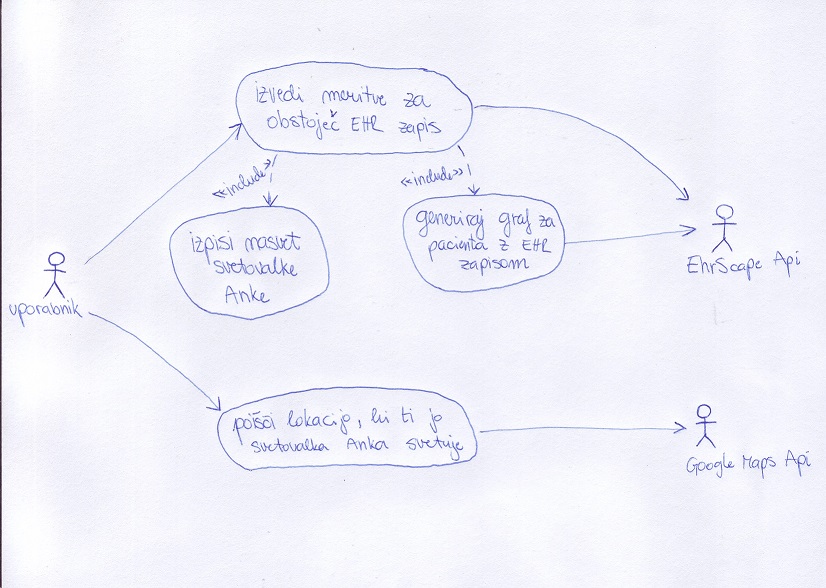 izvedi meritve za
obstoječ EHR zapis
<<include>>
<<include>>
izpisi nasvet
svetovalke
Anke
generiraj graf za
pacienta z EHR
zapisom
EhrScape Api
uporabnik
poišči lokacijo, ki ti jo
svetovalka Anka svetuje
Google Maps Api